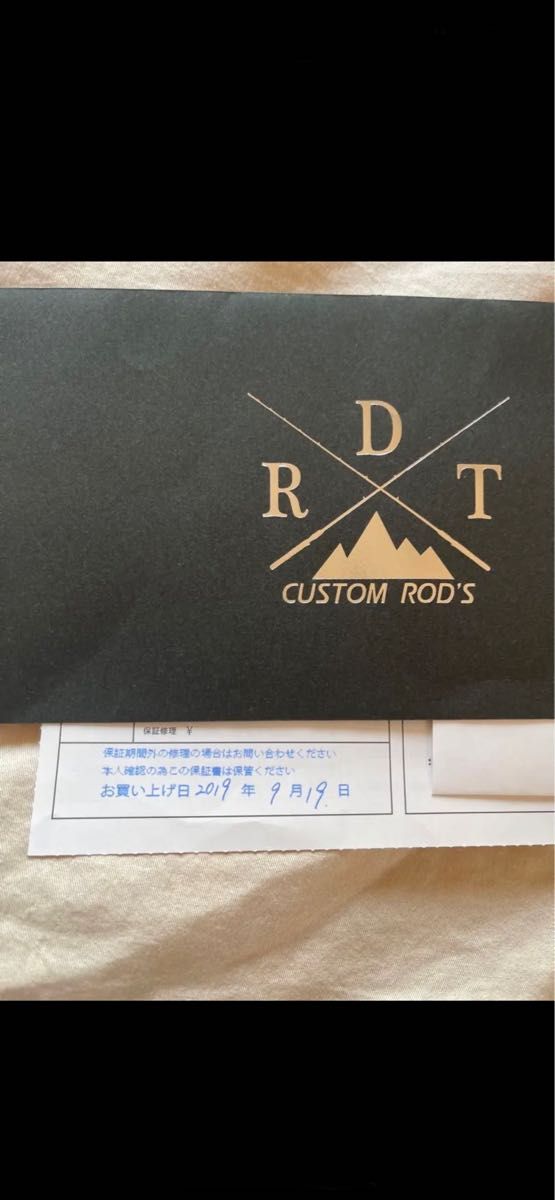 D
R T
CUSTOM ROD'S
保証修理 ¥
保証期間外の修理の場合はお問い合わせください
本人確認の為この保証書は保管ください
お買い上げ日 2019 年 9 月 19 日